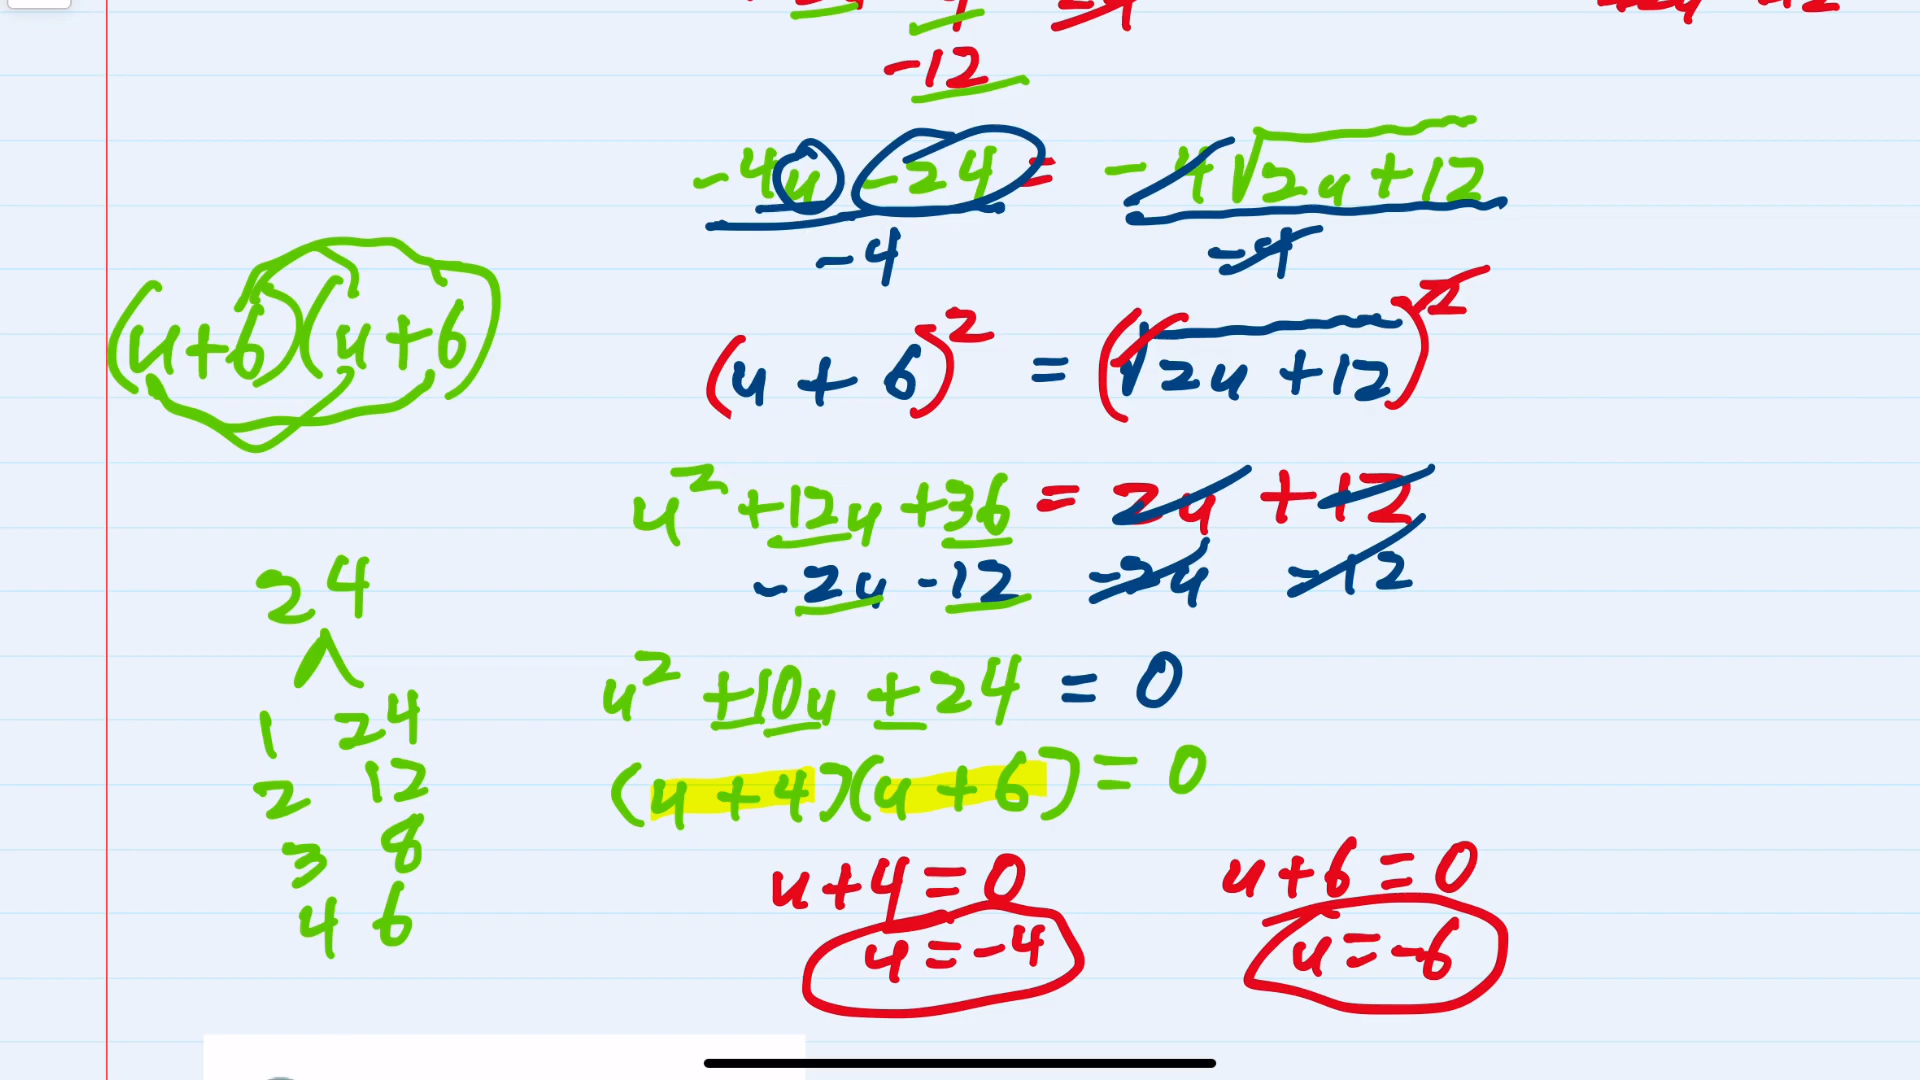 -12
-4u -24 = -4√2u+12
-4 -4
(u+6)(u+6)
(u + 6)² = (√2u +12)²
u² +12u +36 = 2u +12
-2u -12 -2u -12
24
u² +10u +24 = 0
1 24
(u +4)(u +6) = 0
2 12
3 8
u+4=0 u+6=0
4 6
u=-4 u=-6